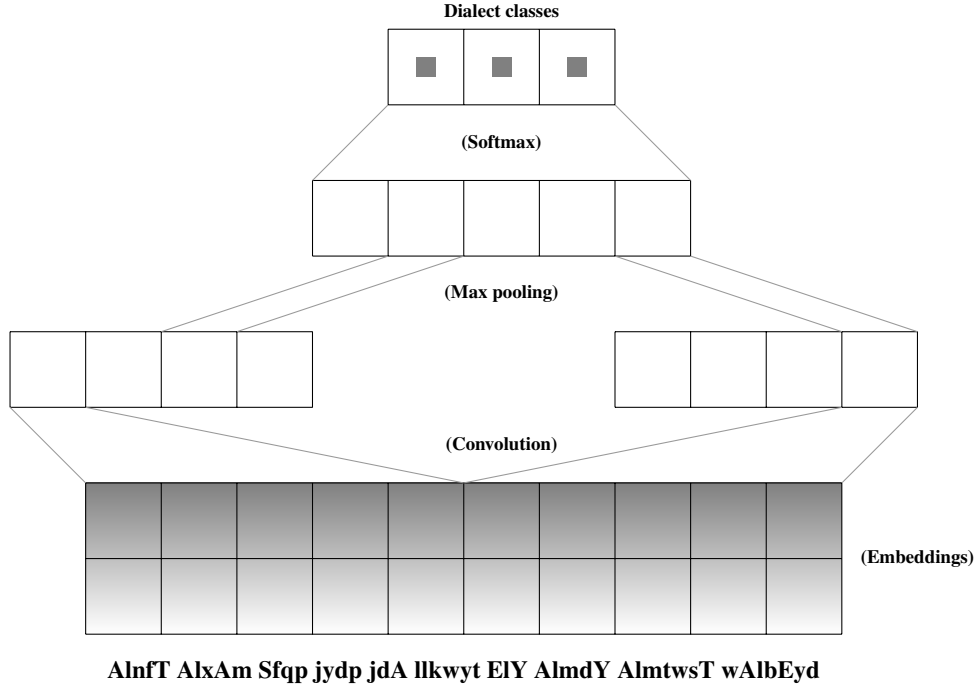 Dialect classes
(Softmax)
(Max pooling)
(Convolution)
(Embeddings)
AlnfT AlxAm Sfqp jydp jdA llkwyt ElY AlmdY AlmtwsT wAlbEyd